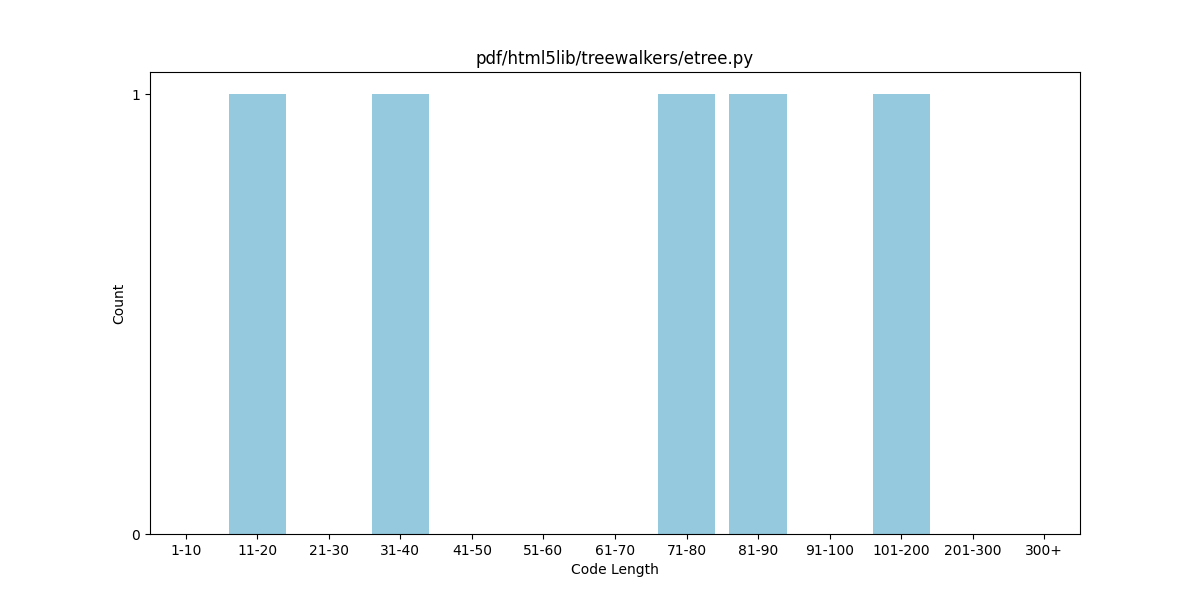 pdf/html5lib/treewalkers/etree.py
1
Count
0
1-10 11-20 21-30 31-40 41-50 51-60 61-70 71-80 81-90 91-100 101-200 201-300 300+
Code Length